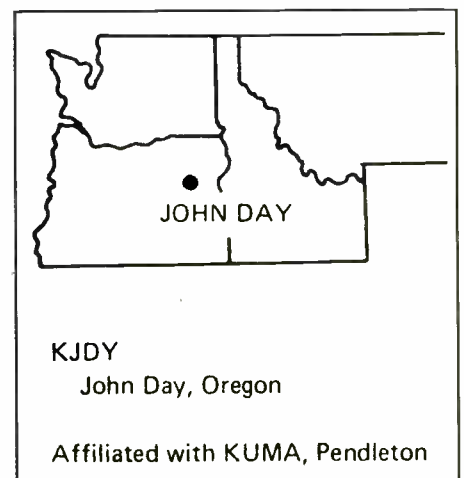 JOHN DAY
KJDY
John Day, Oregon
Affiliated with KUMA, Pendleton